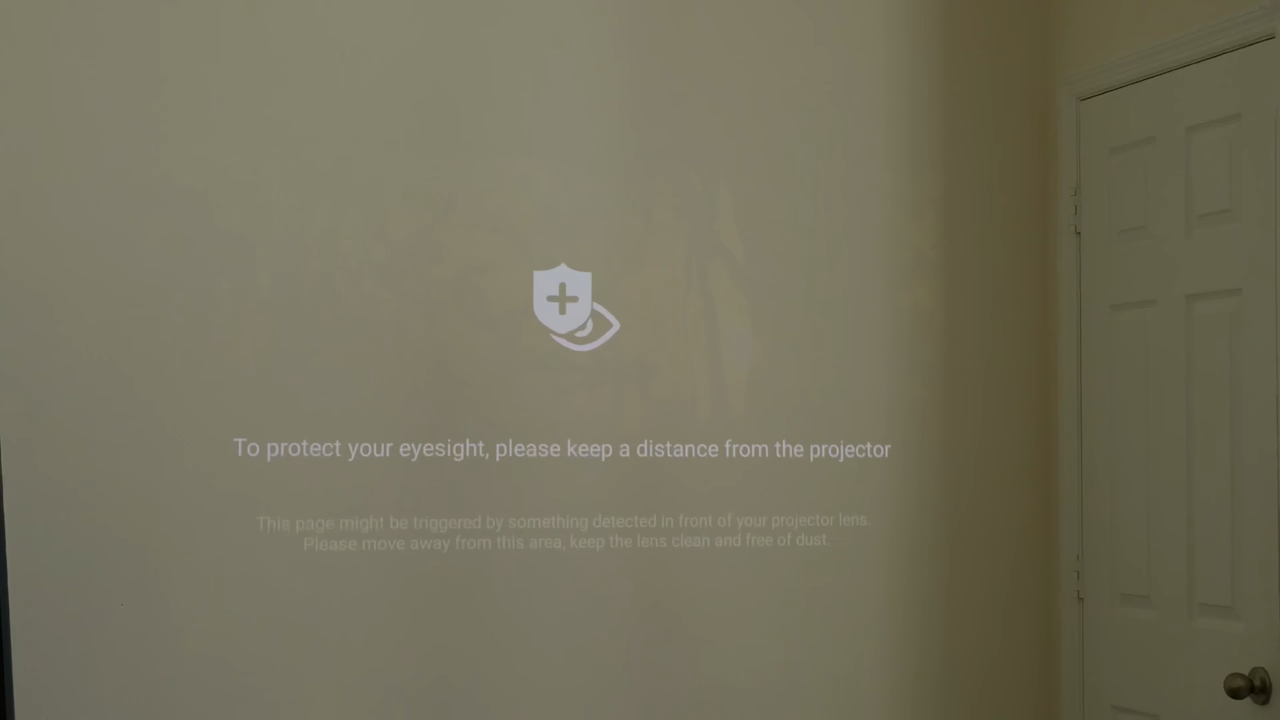 To protect your eyesight, please keep a distance from the projector
This page might be triggered by something detected in front of your projector lens.
Please move away from this area, keep the lens clean and free of dust.